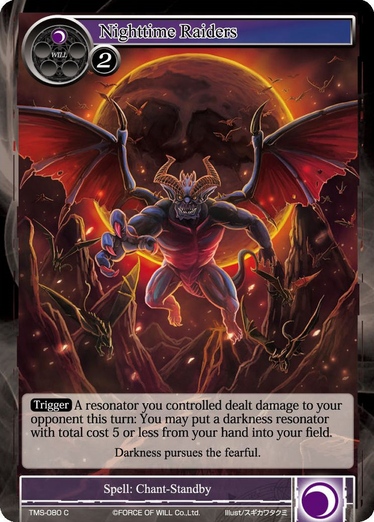 Nighttime Raiders
WILL
2
Trigger A resonator you controlled dealt damage to your
opponent this turn: You may put a darkness resonator
with total cost 5 or less from your hand into your field.
Darkness pursues the fearful.
Spell: Chant-Standby
TMS-080 C ©FORCE OF WILL Co.,Ltd. Illust/スギカワタクミ